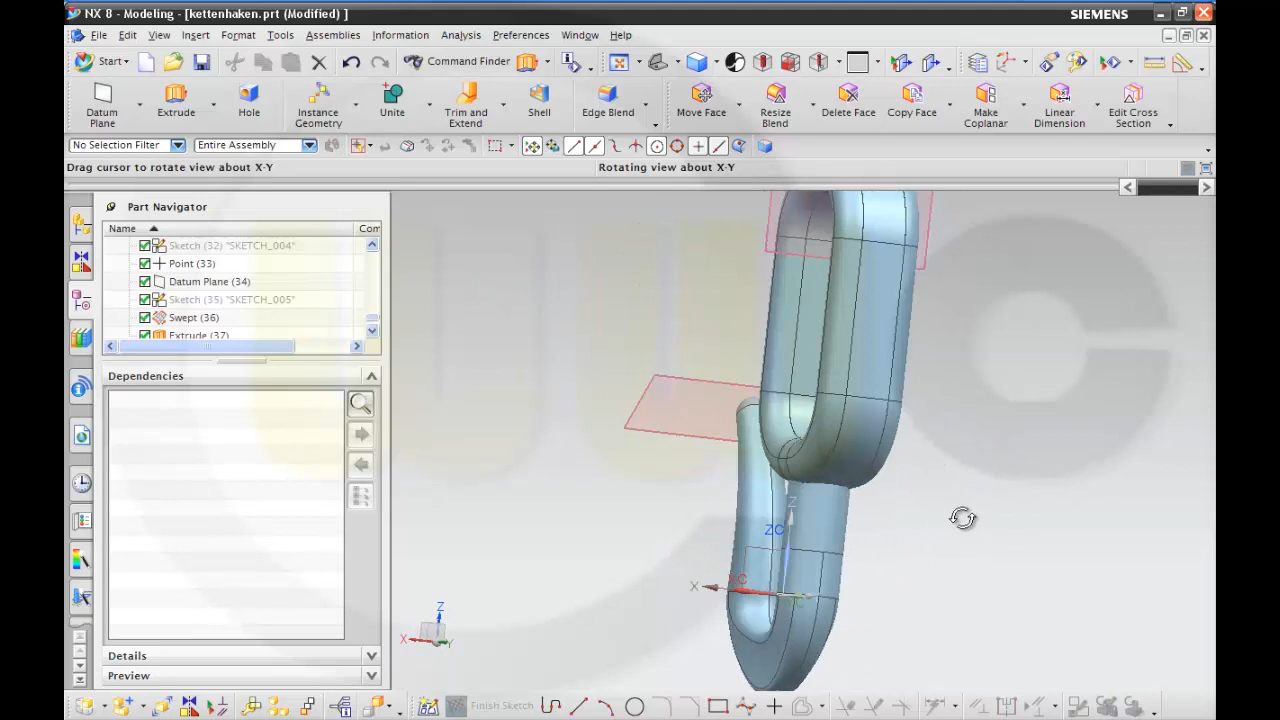 NX 8 - Modeling - [kettenhaken.prt (Modified) ]
SIEMENS
File Edit View Insert Format Tools Assemblies Information Analysis Preferences Window Help
Start Command Finder
Datum Plane Extrude Hole Instance Geometry Unite Trim and Extend Shell Edge Blend Move Face Resize Blend Delete Face Copy Face Make Coplanar Linear Dimension Edit Cross Section
No Selection Filter Entire Assembly
Drag cursor to rotate view about X-Y
Rotating view about X-Y
Part Navigator
Name Com
Sketch (32) "SKETCH_004"
Point (33)
Datum Plane (34)
Sketch (35) "SKETCH_005"
Swept (36)
Extrude (37)
Dependencies
Details
Preview
Z
ZC
X XC
Z
X Y
Finish Sketch